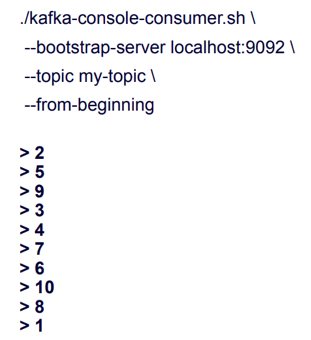 ./kafka-console-consumer.sh \
--bootstrap-server localhost:9092 \
--topic my-topic \
--from-beginning
> 2
> 5
> 9
> 3
> 4
> 7
> 6
> 10
> 8
> 1